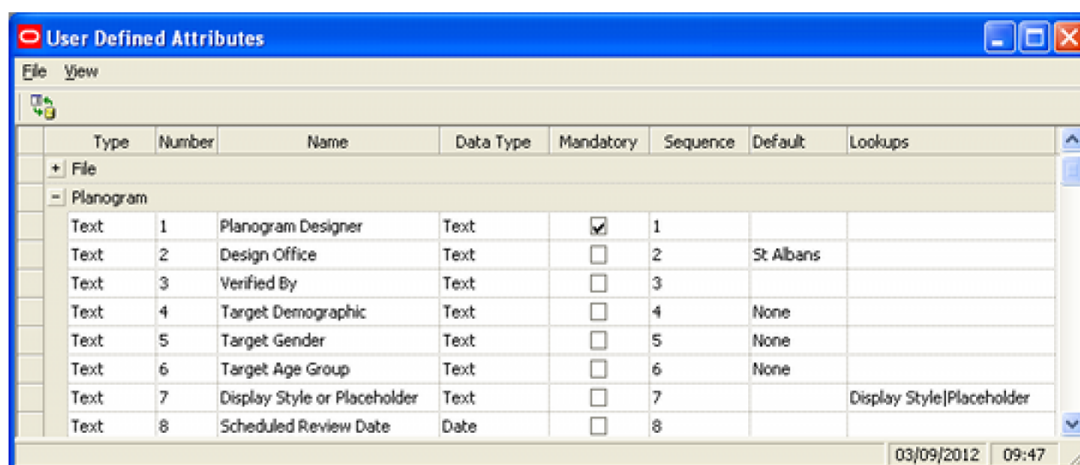 User Defined Attributes
File View
Type Number Name Data Type Mandatory Sequence Default Lookups
+ File
− Planogram
Text 1 Planogram Designer Text 1
Text 2 Design Office Text 2 St Albans
Text 3 Verified By Text 3
Text 4 Target Demographic Text 4 None
Text 5 Target Gender Text 5 None
Text 6 Target Age Group Text 6 None
Text 7 Display Style or Placeholder Text 7 Display Style|Placeholder
Text 8 Scheduled Review Date Date 8
03/09/2012 09:47